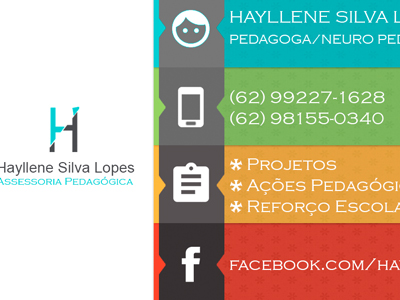 Hayllene Silva Lopes
Assessoria Pedagógica
HAYLLENE SILVA L
PEDAGOGA/NEURO PED
(62) 99227-1628
(62) 98155-0340
* Projetos
* Ações Pedagógi
* Reforço Escola
FACEBOOK.COM/HA